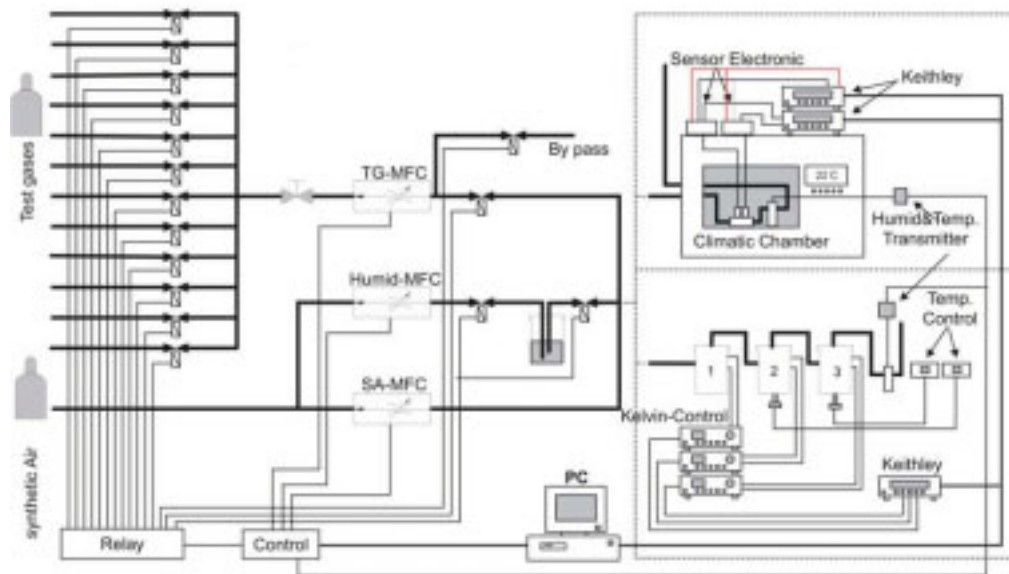 Test gases
synthetic Air
TG-MFC
By pass
Humid-MFC
SA-MFC
Relay
Control
PC
Sensor Electronic
Keithley
22 C
Climatic Chamber
Humid&Temp.
Transmitter
Temp.
Control
1
2
3
Kelvin-Control
Keithley